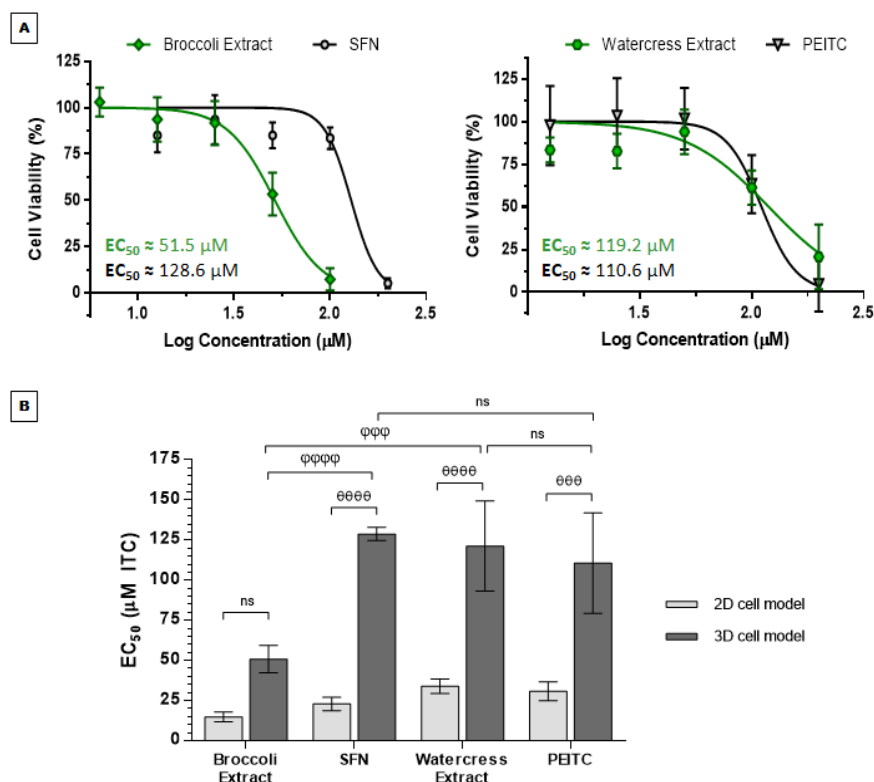 A
Broccoli Extract SFN
Cell Viability (%)
125
100
75
50
25
0
EC50 ≈ 51.5 μM
EC50 ≈ 128.6 μM
1.0 1.5 2.0 2.5
Log Concentration (μM)
Watercress Extract PEITC
Cell Viability (%)
125
100
75
50
25
0
EC50 ≈ 119.2 μM
EC50 ≈ 110.6 μM
1.5 2.0 2.5
Log Concentration (μM)
B
ns
φφφ
ns
φφφφ
θθθθ
θθθθ
θθθ
ns
EC50 (μM ITC)
175
150
125
100
75
50
25
0
Broccoli Extract
SFN
Watercress Extract
PEITC
2D cell model
3D cell model